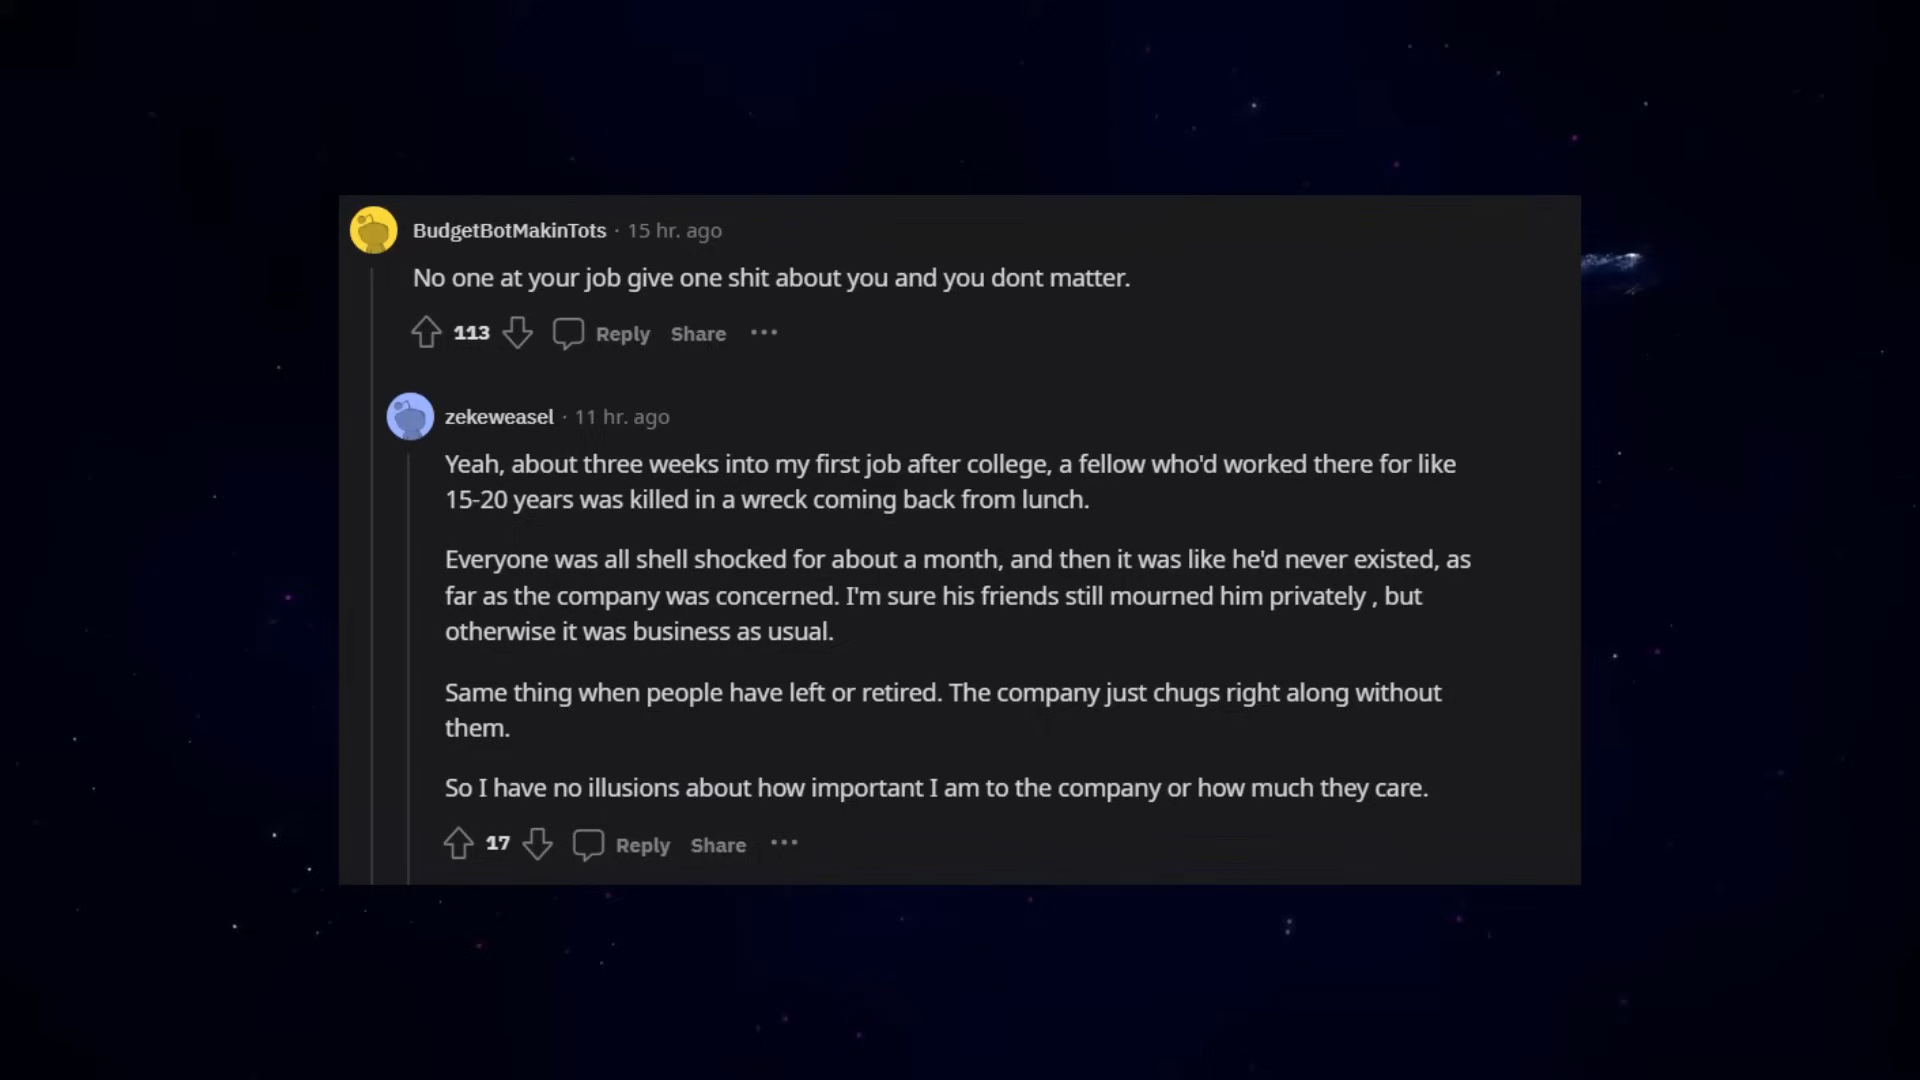 BudgetBotMakinTots · 15 hr. ago
No one at your job give one shit about you and you dont matter.
113 Reply Share ···
zekeweasel · 11 hr. ago
Yeah, about three weeks into my first job after college, a fellow who'd worked there for like
15-20 years was killed in a wreck coming back from lunch.
Everyone was all shell shocked for about a month, and then it was like he'd never existed, as
far as the company was concerned. I'm sure his friends still mourned him privately , but
otherwise it was business as usual.
Same thing when people have left or retired. The company just chugs right along without
them.
So I have no illusions about how important I am to the company or how much they care.
17 Reply Share ···